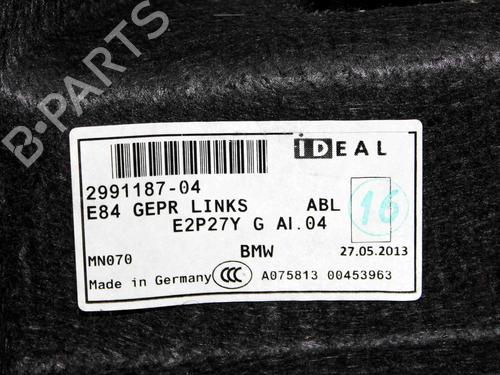 B-PARTS
IDEAL
2991187-04
E84 GEPR LINKS ABL 16
E2P27Y G AI.04
MN070 BMW 27.05.2013
Made in Germany CCC A075813 00453963